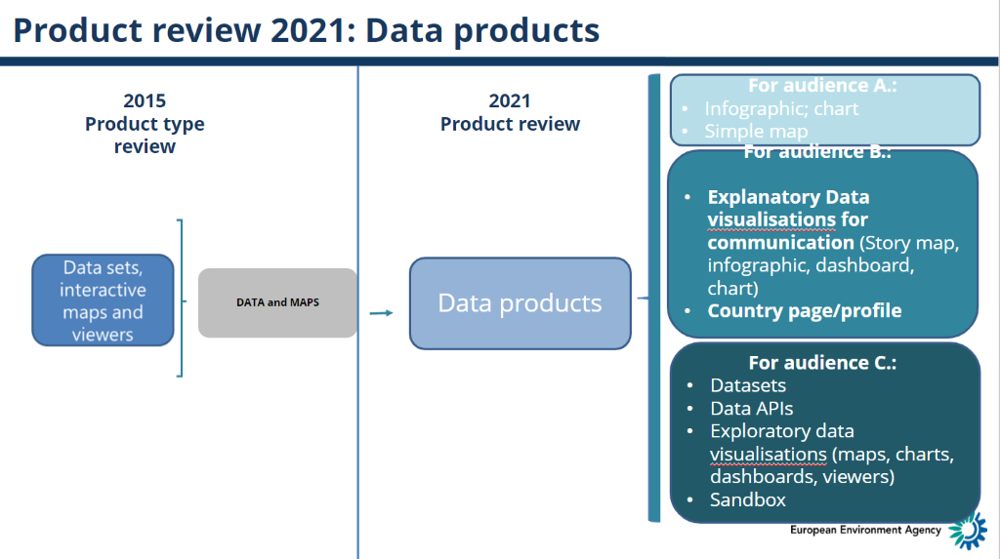 Product review 2021: Data products
2015
Product type
review
Data sets,
interactive
maps and
viewers
DATA and MAPS
2021
Product review
Data products
For audience A.:
• Infographic; chart
• Simple map
For audience B.:
• Explanatory Data
visualisations for
communication (Story map,
infographic, dashboard,
chart)
• Country page/profile
For audience C.:
• Datasets
• Data APIs
• Exploratory data
visualisations (maps, charts,
dashboards, viewers)
• Sandbox
European Environment Agency